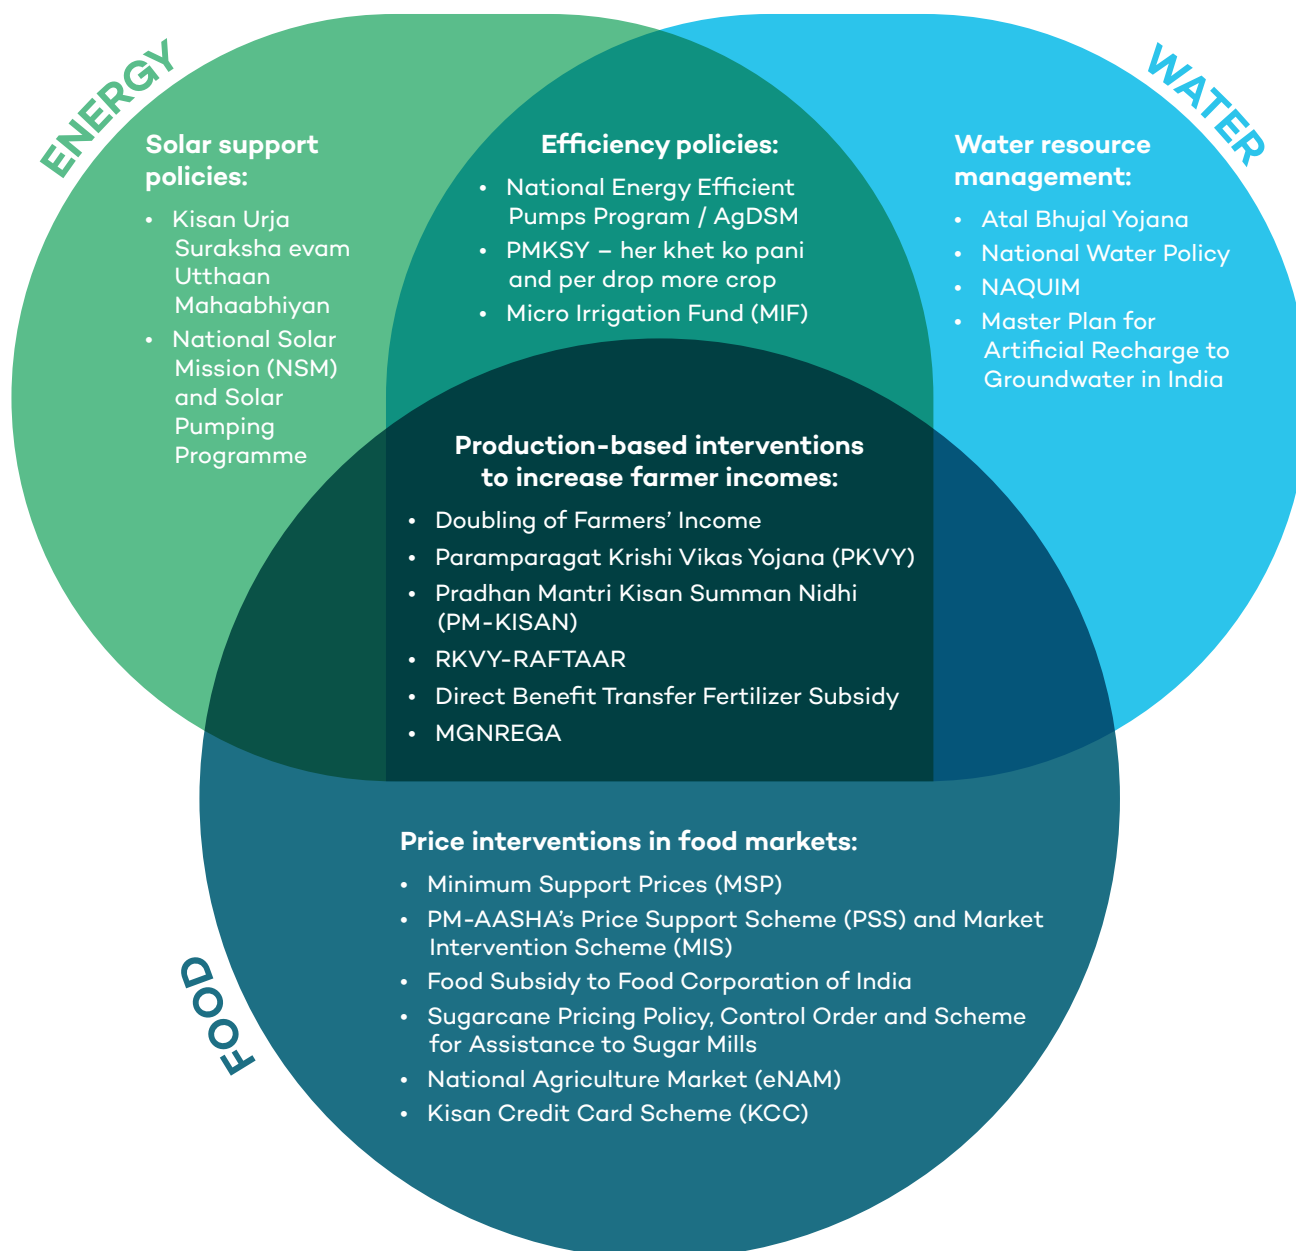 ENERGY
WATER
Solar support
policies:
• Kisan Urja
Suraksha evam
Utthaan
Mahaabhiyan
• National Solar
Mission (NSM)
and Solar
Pumping
Programme
Efficiency policies:
• National Energy Efficient
Pumps Program / AgDSM
• PMKSY – her khet ko pani
and per drop more crop
• Micro Irrigation Fund (MIF)
Water resource
management:
• Atal Bhujal Yojana
• National Water Policy
• NAQUIM
• Master Plan for
Artificial Recharge to
Groundwater in India
Production-based interventions
to increase farmer incomes:
• Doubling of Farmers’ Income
• Paramparagat Krishi Vikas Yojana (PKVY)
• Pradhan Mantri Kisan Summan Nidhi
(PM-KISAN)
• RKVY-RAFTAAR
• Direct Benefit Transfer Fertilizer Subsidy
• MGNREGA
FOOD
Price interventions in food markets:
• Minimum Support Prices (MSP)
• PM-AASHA’s Price Support Scheme (PSS) and Market
Intervention Scheme (MIS)
• Food Subsidy to Food Corporation of India
• Sugarcane Pricing Policy, Control Order and Scheme
for Assistance to Sugar Mills
• National Agriculture Market (eNAM)
• Kisan Credit Card Scheme (KCC)